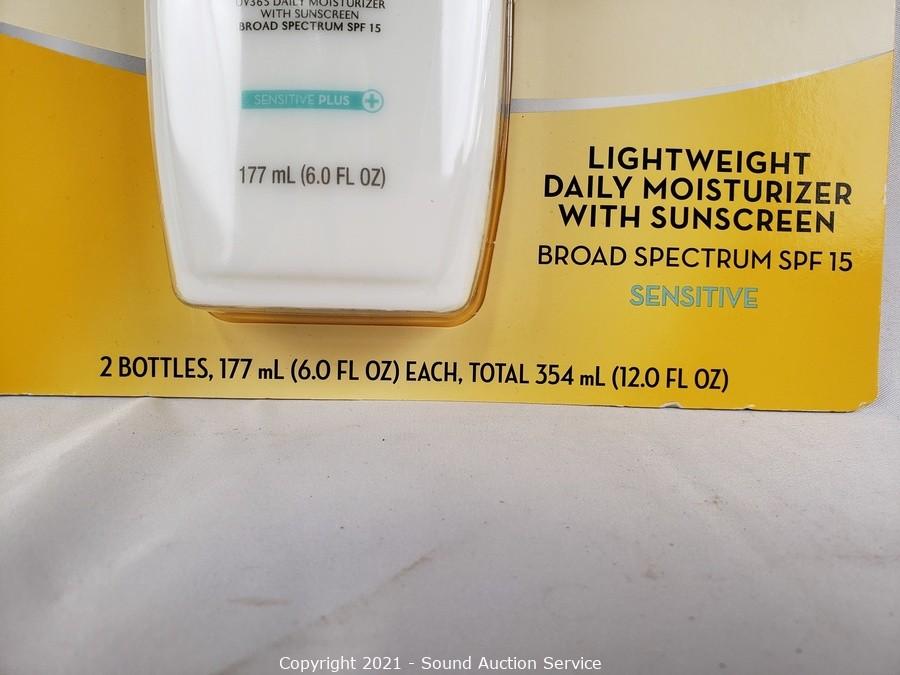 UV365 DAILY MOISTURIZER
WITH SUNSCREEN
BROAD SPECTRUM SPF 15
SENSITIVE PLUS +
177 mL (6.0 FL OZ)
LIGHTWEIGHT
DAILY MOISTURIZER
WITH SUNSCREEN
BROAD SPECTRUM SPF 15
SENSITIVE
2 BOTTLES, 177 mL (6.0 FL OZ) EACH, TOTAL 354 mL (12.0 FL OZ)
Copyright 2021 - Sound Auction Service